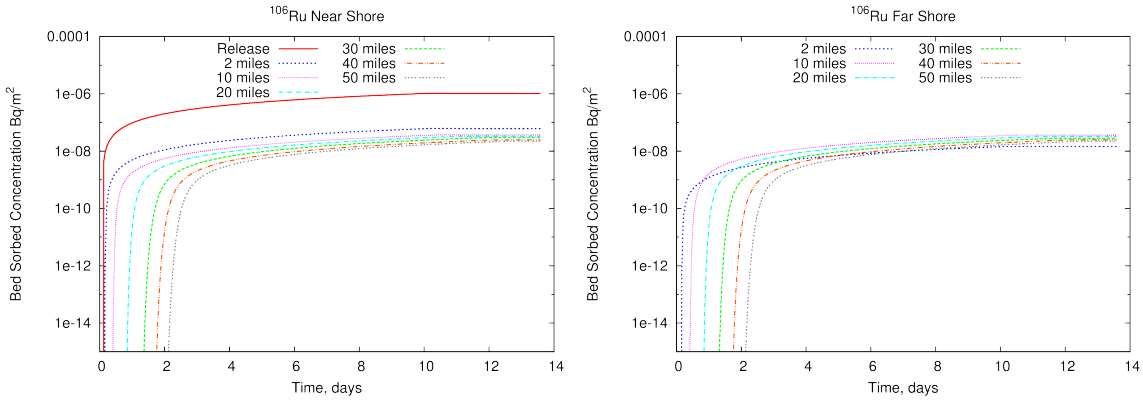 ¹⁰⁶Ru Near Shore
Bed Sorbed Concentration Bq/m²
0.0001
1e-06
1e-08
1e-10
1e-12
1e-14
Release
2 miles
10 miles
20 miles
30 miles
40 miles
50 miles
0 2 4 6 8 10 12 14
Time, days
¹⁰⁶Ru Far Shore
Bed Sorbed Concentration Bq/m²
0.0001
1e-06
1e-08
1e-10
1e-12
1e-14
2 miles
10 miles
20 miles
30 miles
40 miles
50 miles
0 2 4 6 8 10 12 14
Time, days